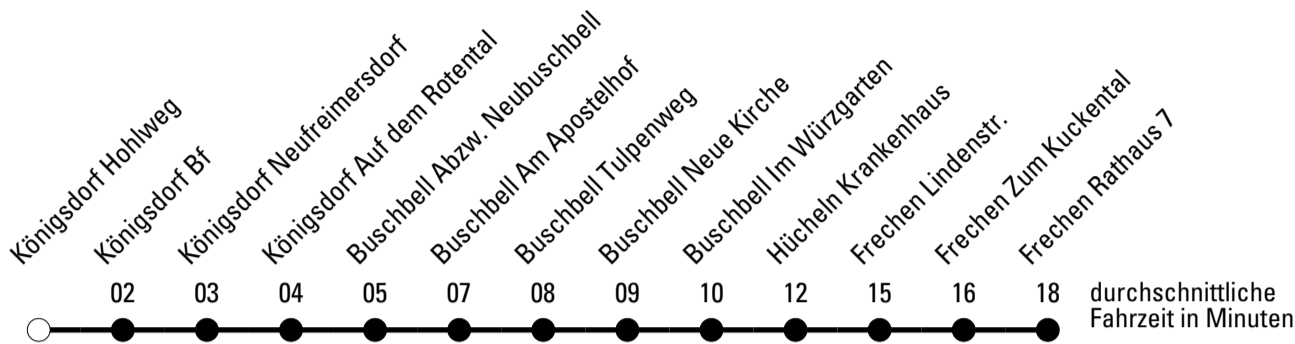 Königsdorf Hohlweg
Königsdorf Bf
Königsdorf Neufreimersdorf
Königsdorf Auf dem Rotental
Buschbell Abzw. Neubuschbell
Buschbell Am Apostelhof
Buschbell Tulpenweg
Buschbell Neue Kirche
Buschbell Im Würzgarten
Hücheln Krankenhaus
Frechen Lindenstr.
Frechen Zum Kuckental
Frechen Rathaus 7
02 03 04 05 07 08 09 10 12 15 16 18
durchschnittliche
Fahrzeit in Minuten